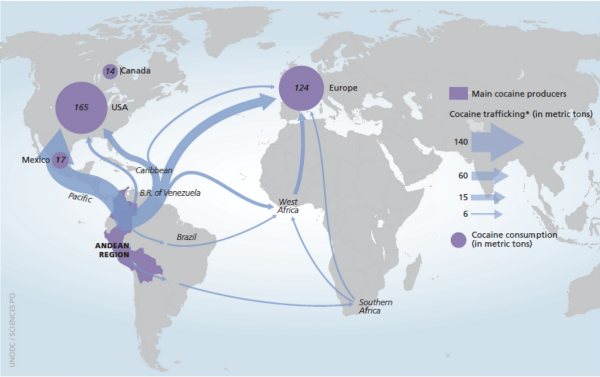 14 Canada
165 USA
124 Europe
Main cocaine producers
Cocaine trafficking* (in metric tons)
140
60
15
6
Cocaine consumption
(in metric tons)
Mexico 17
Caribbean
Pacific
B.R. of Venezuela
West
Africa
Brazil
ANDEAN
REGION
Southern
Africa
UNODC / SCIENCES PO